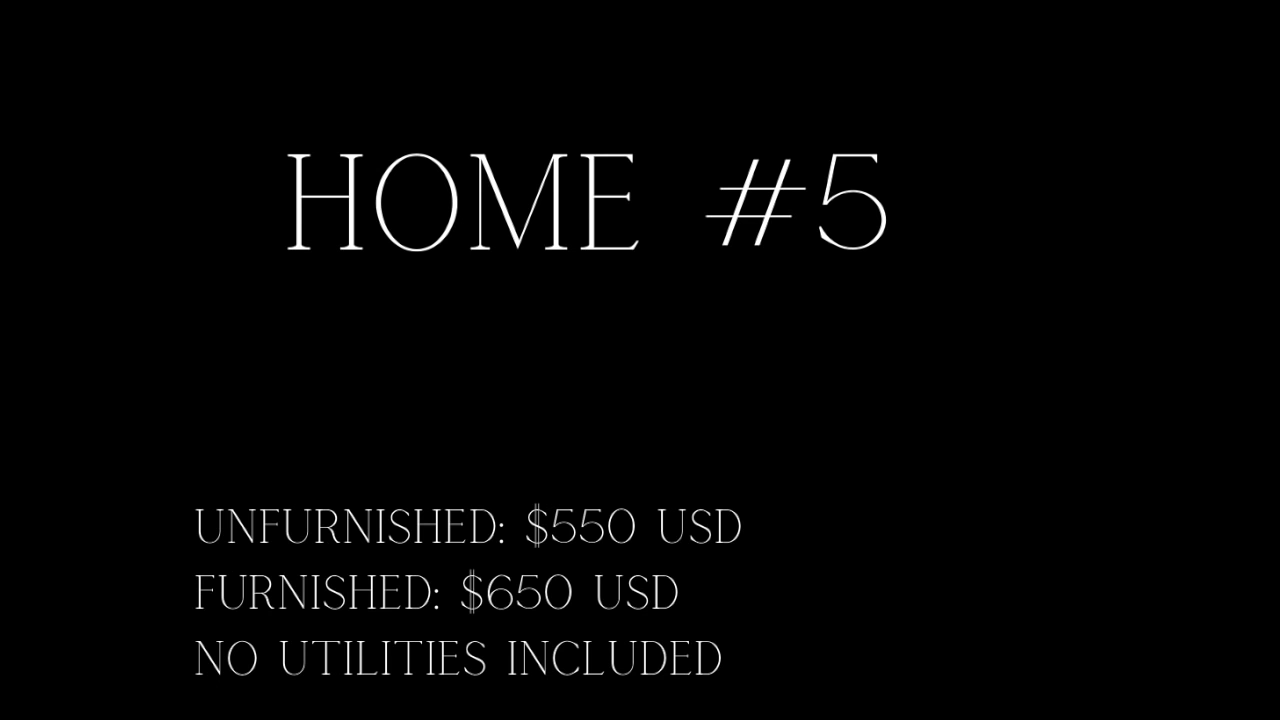 HOME #5
UNFURNISHED: $550 USD
FURNISHED: $650 USD
NO UTILITIES INCLUDED